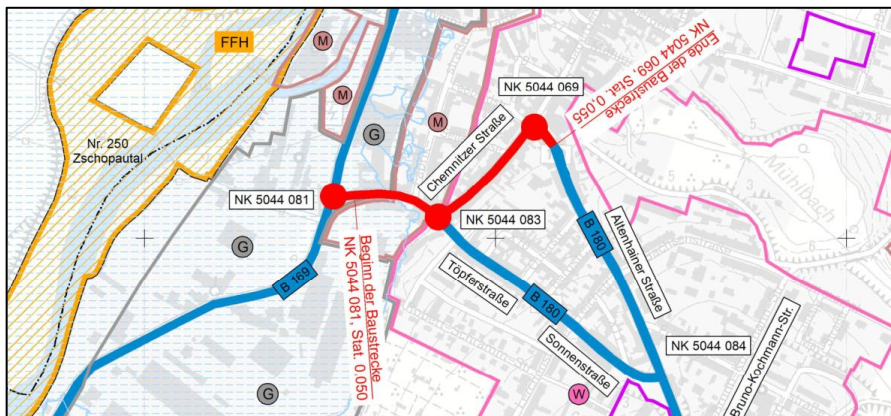 FFH
M
NK 5044 069
Ende der Baustrecke
NK 5044 069, Stat. 0.055
M
Nr. 250
Zschopautal
G
M
Chemnitzer Straße
Mühlbach
NK 5044 081
NK 5044 083
G
B 169
Beginn der Baustrecke
NK 5044 081, Stat. 0.050
B 180
Altenhainer Straße
Töpferstraße
B 180
Sonnenstraße
NK 5044 084
Bruno-Kochmann-Str.
G
W